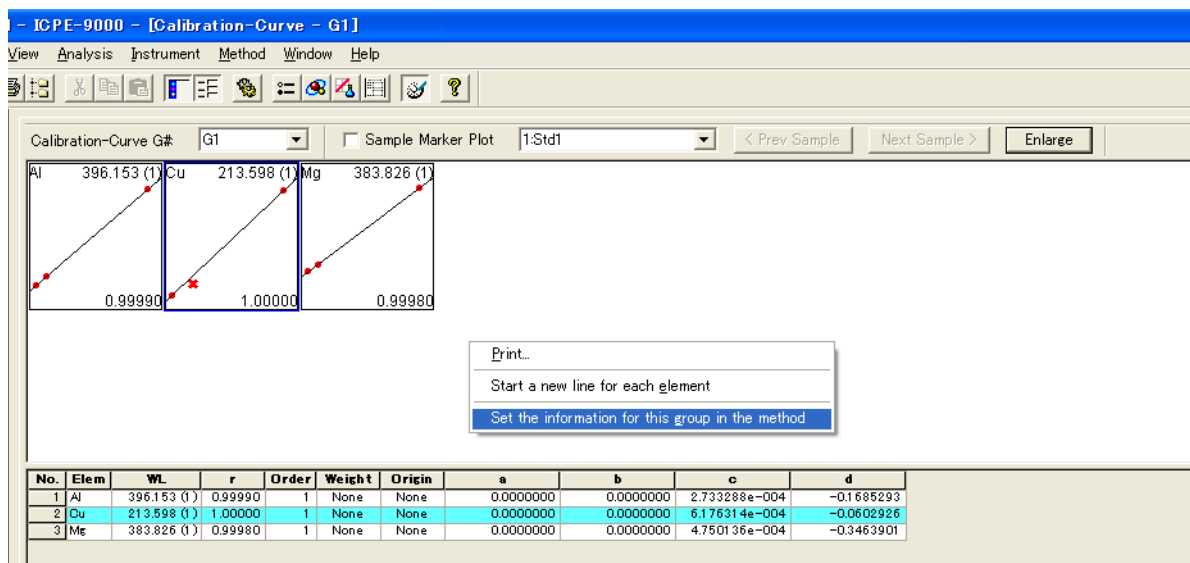 - ICPE-9000 - [Calibration-Curve - G1]
View Analysis Instrument Method Window Help
Calibration-Curve G# G1 Sample Marker Plot 1:Std1 < Prev Sample Next Sample > Enlarge
Al 396.153 (1) Cu 213.598 (1) Mg 383.826 (1)
0.99990 1.00000 0.99980
Print...
Start a new line for each element
Set the information for this group in the method
No. Elem WL r Order Weight Origin a b c d
1 Al 396.153 (1) 0.99990 1 None None 0.0000000 0.0000000 2.733288e-004 -0.1685293
2 Cu 213.598 (1) 1.00000 1 None None 0.0000000 0.0000000 6.176314e-004 -0.0602926
3 Mg 383.826 (1) 0.99980 1 None None 0.0000000 0.0000000 4.750136e-004 -0.3463901